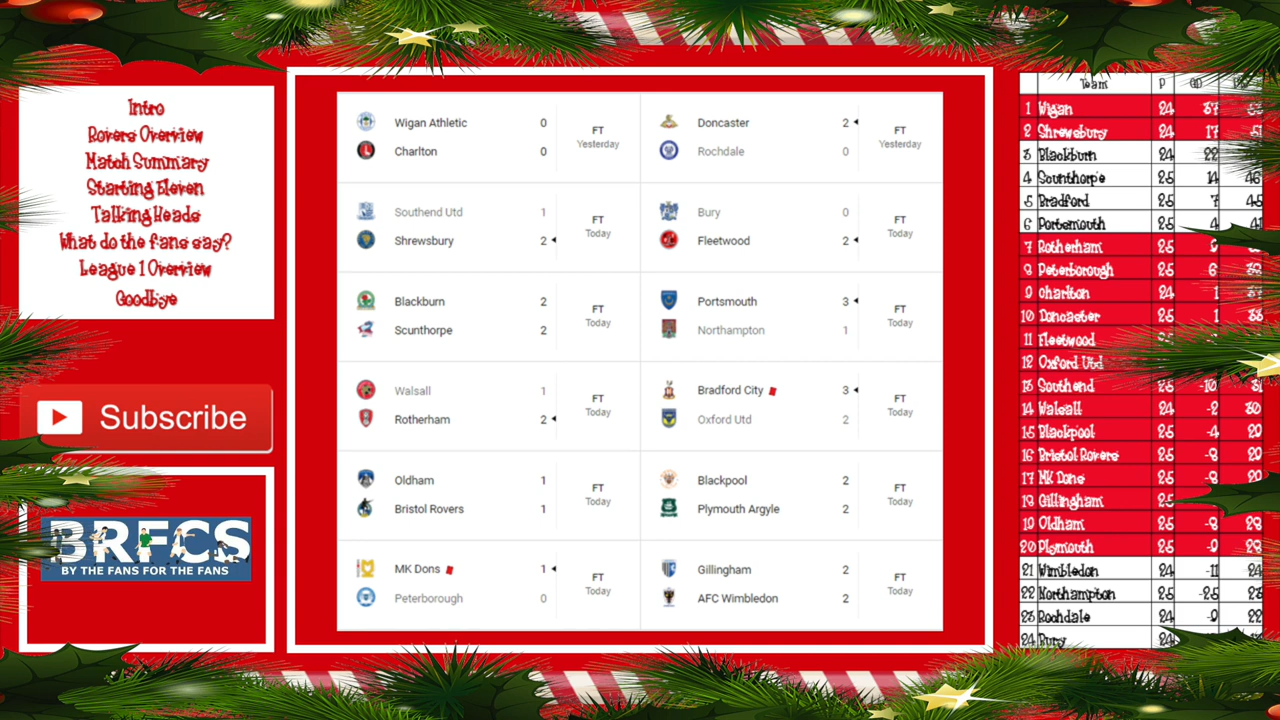 Intro
Rovers Overview
Match Summary
Starting Eleven
Talking Heads
What do the fans say?
League 1 Overview
Goodbye
Subscribe
BRFCS
BY THE FANS FOR THE FANS
Wigan Athletic 0
Charlton 0
FT
Yesterday
Doncaster 2
Rochdale 0
FT
Yesterday
Southend Utd 1
Shrewsbury 2
FT
Today
Bury 0
Fleetwood 2
FT
Today
Blackburn 2
Scunthorpe 2
FT
Today
Portsmouth 3
Northampton 1
FT
Today
Walsall 1
Rotherham 2
FT
Today
Bradford City 3
Oxford Utd 2
FT
Today
Oldham 1
Bristol Rovers 1
FT
Today
Blackpool 2
Plymouth Argyle 2
FT
Today
MK Dons 1
Peterborough 0
FT
Today
Gillingham 2
AFC Wimbledon 2
FT
Today
Team P GD
1 Wigan 24 37
2 Shrewsbury 24 17
3 Blackburn 24 22
4 Scunthorpe 25 14 46
5 Bradford 25 7 45
6 Portsmouth 25 4 41
7 Rotherham 25
8 Peterborough 25 6
9 Charlton 24 1
10 Doncaster 25 1
11 Fleetwood
12 Oxford Utd
13 Southend 25 -10 31
14 Walsall 24 -2 30
15 Blackpool 25 -4
16 Bristol Rovers 25
17 MK Dons 25
18 Gillingham 25
19 Oldham 25
20 Plymouth 25
21 Wimbledon 24 -11 24
22 Northampton 25 -25 23
23 Rochdale 24 22
24 Bury 24